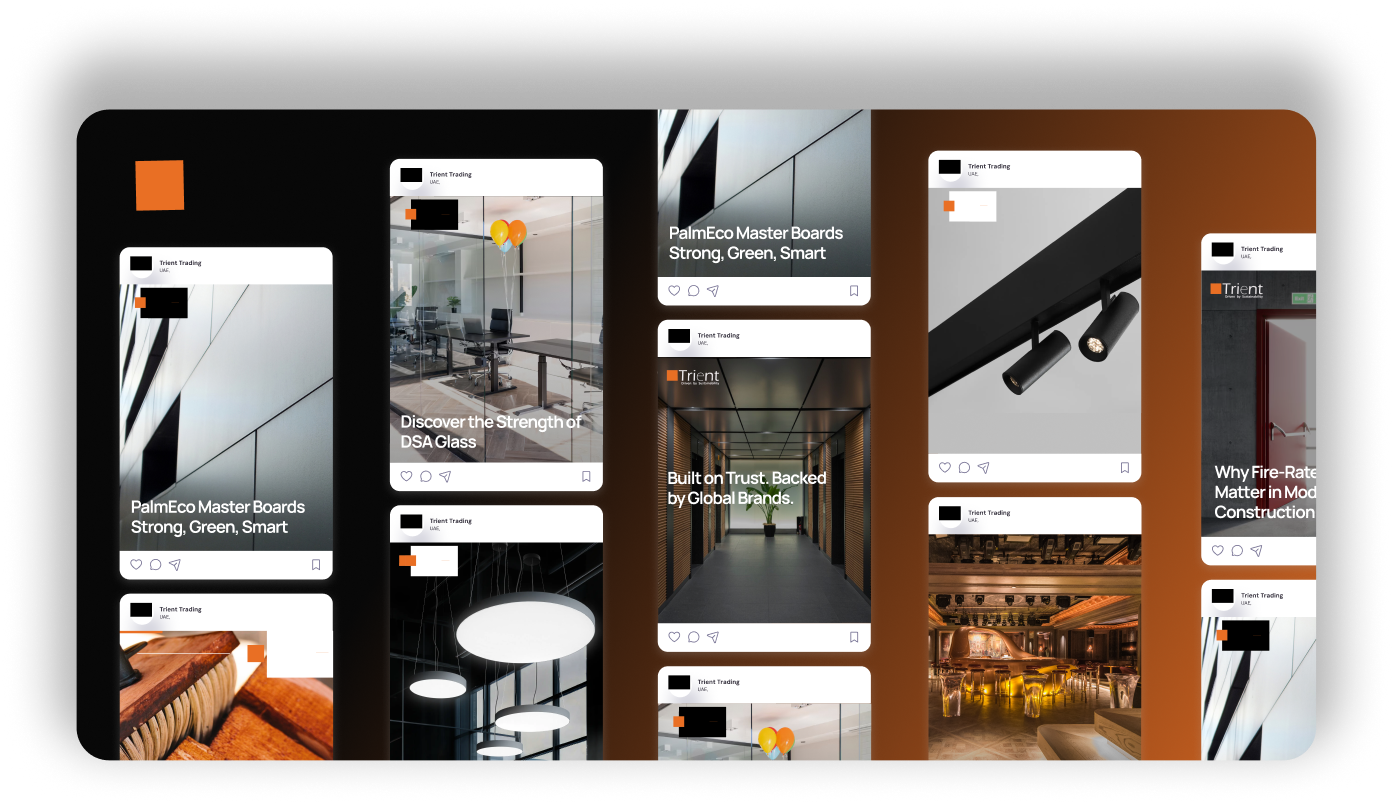 Trient Trading
UAE.
PalmEco Master Boards
Strong, Green, Smart
Trient Trading
UAE.
Trient Trading
UAE.
Discover the Strength of
DSA Glass
Trient Trading
UAE.
PalmEco Master Boards
Strong, Green, Smart
Trient Trading
UAE.
Trient
Driven by Sustainability
Built on Trust. Backed
by Global Brands.
Trient Trading
UAE.
Trient Trading
UAE.
Trient Trading
UAE.
Trient Trading
UAE.
Trient
Driven by Sustainability
Why Fire-Rate
Matter in Mod
Construction
Trient Trading
UAE.